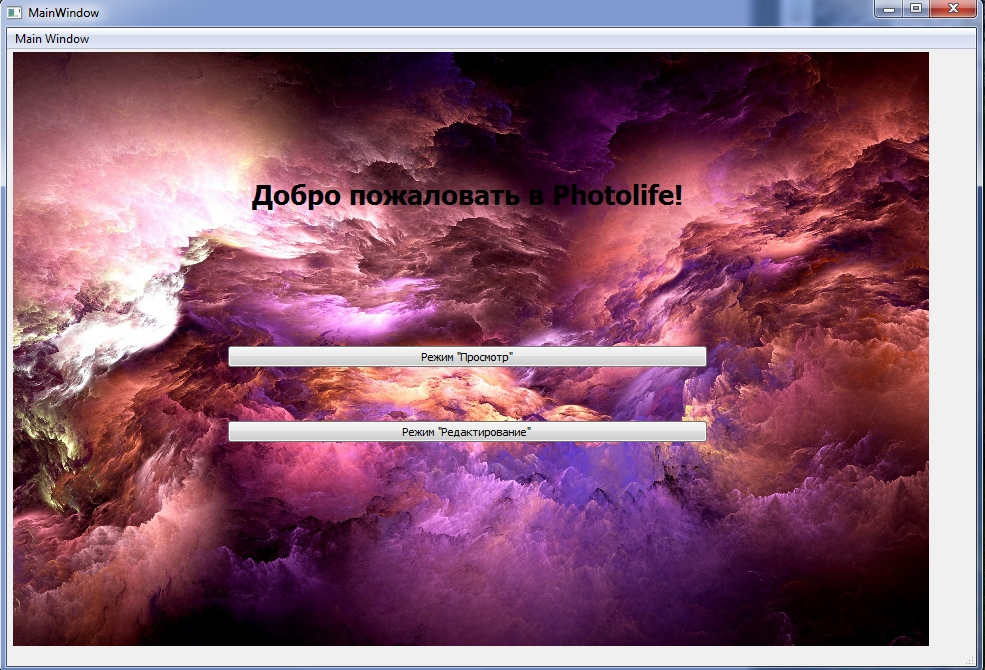 MainWindow
Main Window
Добро пожаловать в Photolife!
Режим "Просмотр"
Режим "Редактирование"